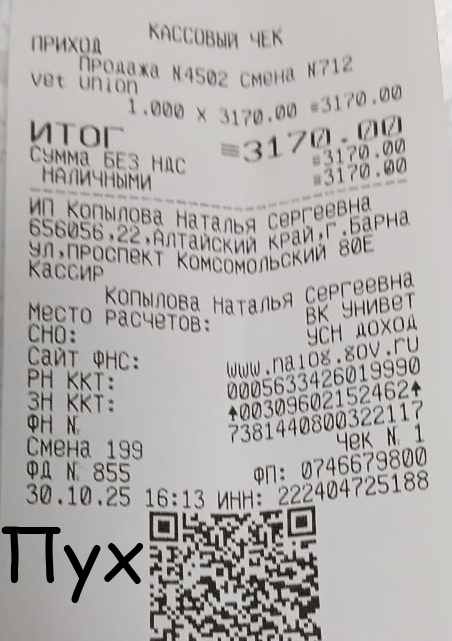 КАССОВЫЙ ЧЕК
ПРИХОД
Продажа N4502 Смена N712
vet union
1.000 X 3170.00 =3170.00
ИТОГ =3170.00
СУММА БЕЗ НДС =3170.00
НАЛИЧНЫМИ =3170.00
ИП Копылова Наталья Сергеевна
656056,22,Алтайский край,г.Барна
ул,проспект Комсомольский 80Е
Кассир
Копылова Наталья Сергеевна
Место расчетов: ВК УНИВЕТ
СНО: УСН ДОХОД
Сайт ФНС: www.nalog.gov.ru
РН ККТ: 0005633426019990
ЗН ККТ: ↑00309602152462↑
ФН № 7381440800322117
Смена 199 Чек № 1
ФД № 855 ФП: 0746679800
30.10.25 16:13 ИНН: 222404725188
Пух